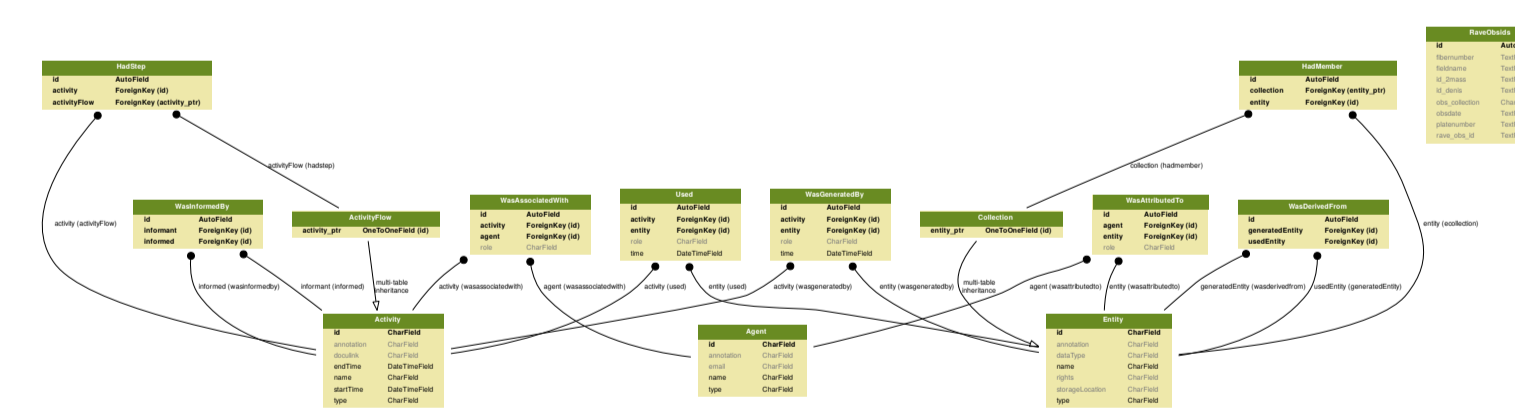 RaveObsids
id Auto
fibernumber Text
fieldname Text
id_2mass Text
id_denis Text
obs_collection Char
obsdate Text
platenumber Text
rave_obs_id Text
HadStep
id AutoField
activity ForeignKey (id)
activityFlow ForeignKey (activity_ptr)
HadMember
id AutoField
collection ForeignKey (entity_ptr)
entity ForeignKey (id)
activityFlow (hadstep)
collection (hadmember)
activity (activityFlow)
entity (ecollection)
WasInformedBy
id AutoField
informant ForeignKey (id)
informed ForeignKey (id)
ActivityFlow
activity_ptr OneToOneField (id)
WasAssociatedWith
id AutoField
activity ForeignKey (id)
agent ForeignKey (id)
role CharField
Used
id AutoField
activity ForeignKey (id)
entity ForeignKey (id)
role CharField
time DateTimeField
WasGeneratedBy
id AutoField
activity ForeignKey (id)
entity ForeignKey (id)
role CharField
time DateTimeField
Collection
entity_ptr OneToOneField (id)
WasAttributedTo
id AutoField
agent ForeignKey (id)
entity ForeignKey (id)
role CharField
WasDerivedFrom
id AutoField
generatedEntity ForeignKey (id)
usedEntity ForeignKey (id)
informed (wasinformedby)
informant (informed)
multi-table
inheritance
activity (wasassociatedwith)
agent (wasassociatedwith)
activity (used)
entity (used)
activity (wasgeneratedby)
entity (wasgeneratedby)
multi-table
inheritance
agent (wasattributedto)
entity (wasattributedto)
generatedEntity (wasderivedfrom)
usedEntity (generatedEntity)
Activity
id CharField
annotation CharField
doculink CharField
endTime DateTimeField
name CharField
startTime DateTimeField
type CharField
Agent
id CharField
annotation CharField
email CharField
name CharField
type CharField
Entity
id CharField
annotation CharField
dataType CharField
name CharField
rights CharField
storageLocation CharField
type CharField